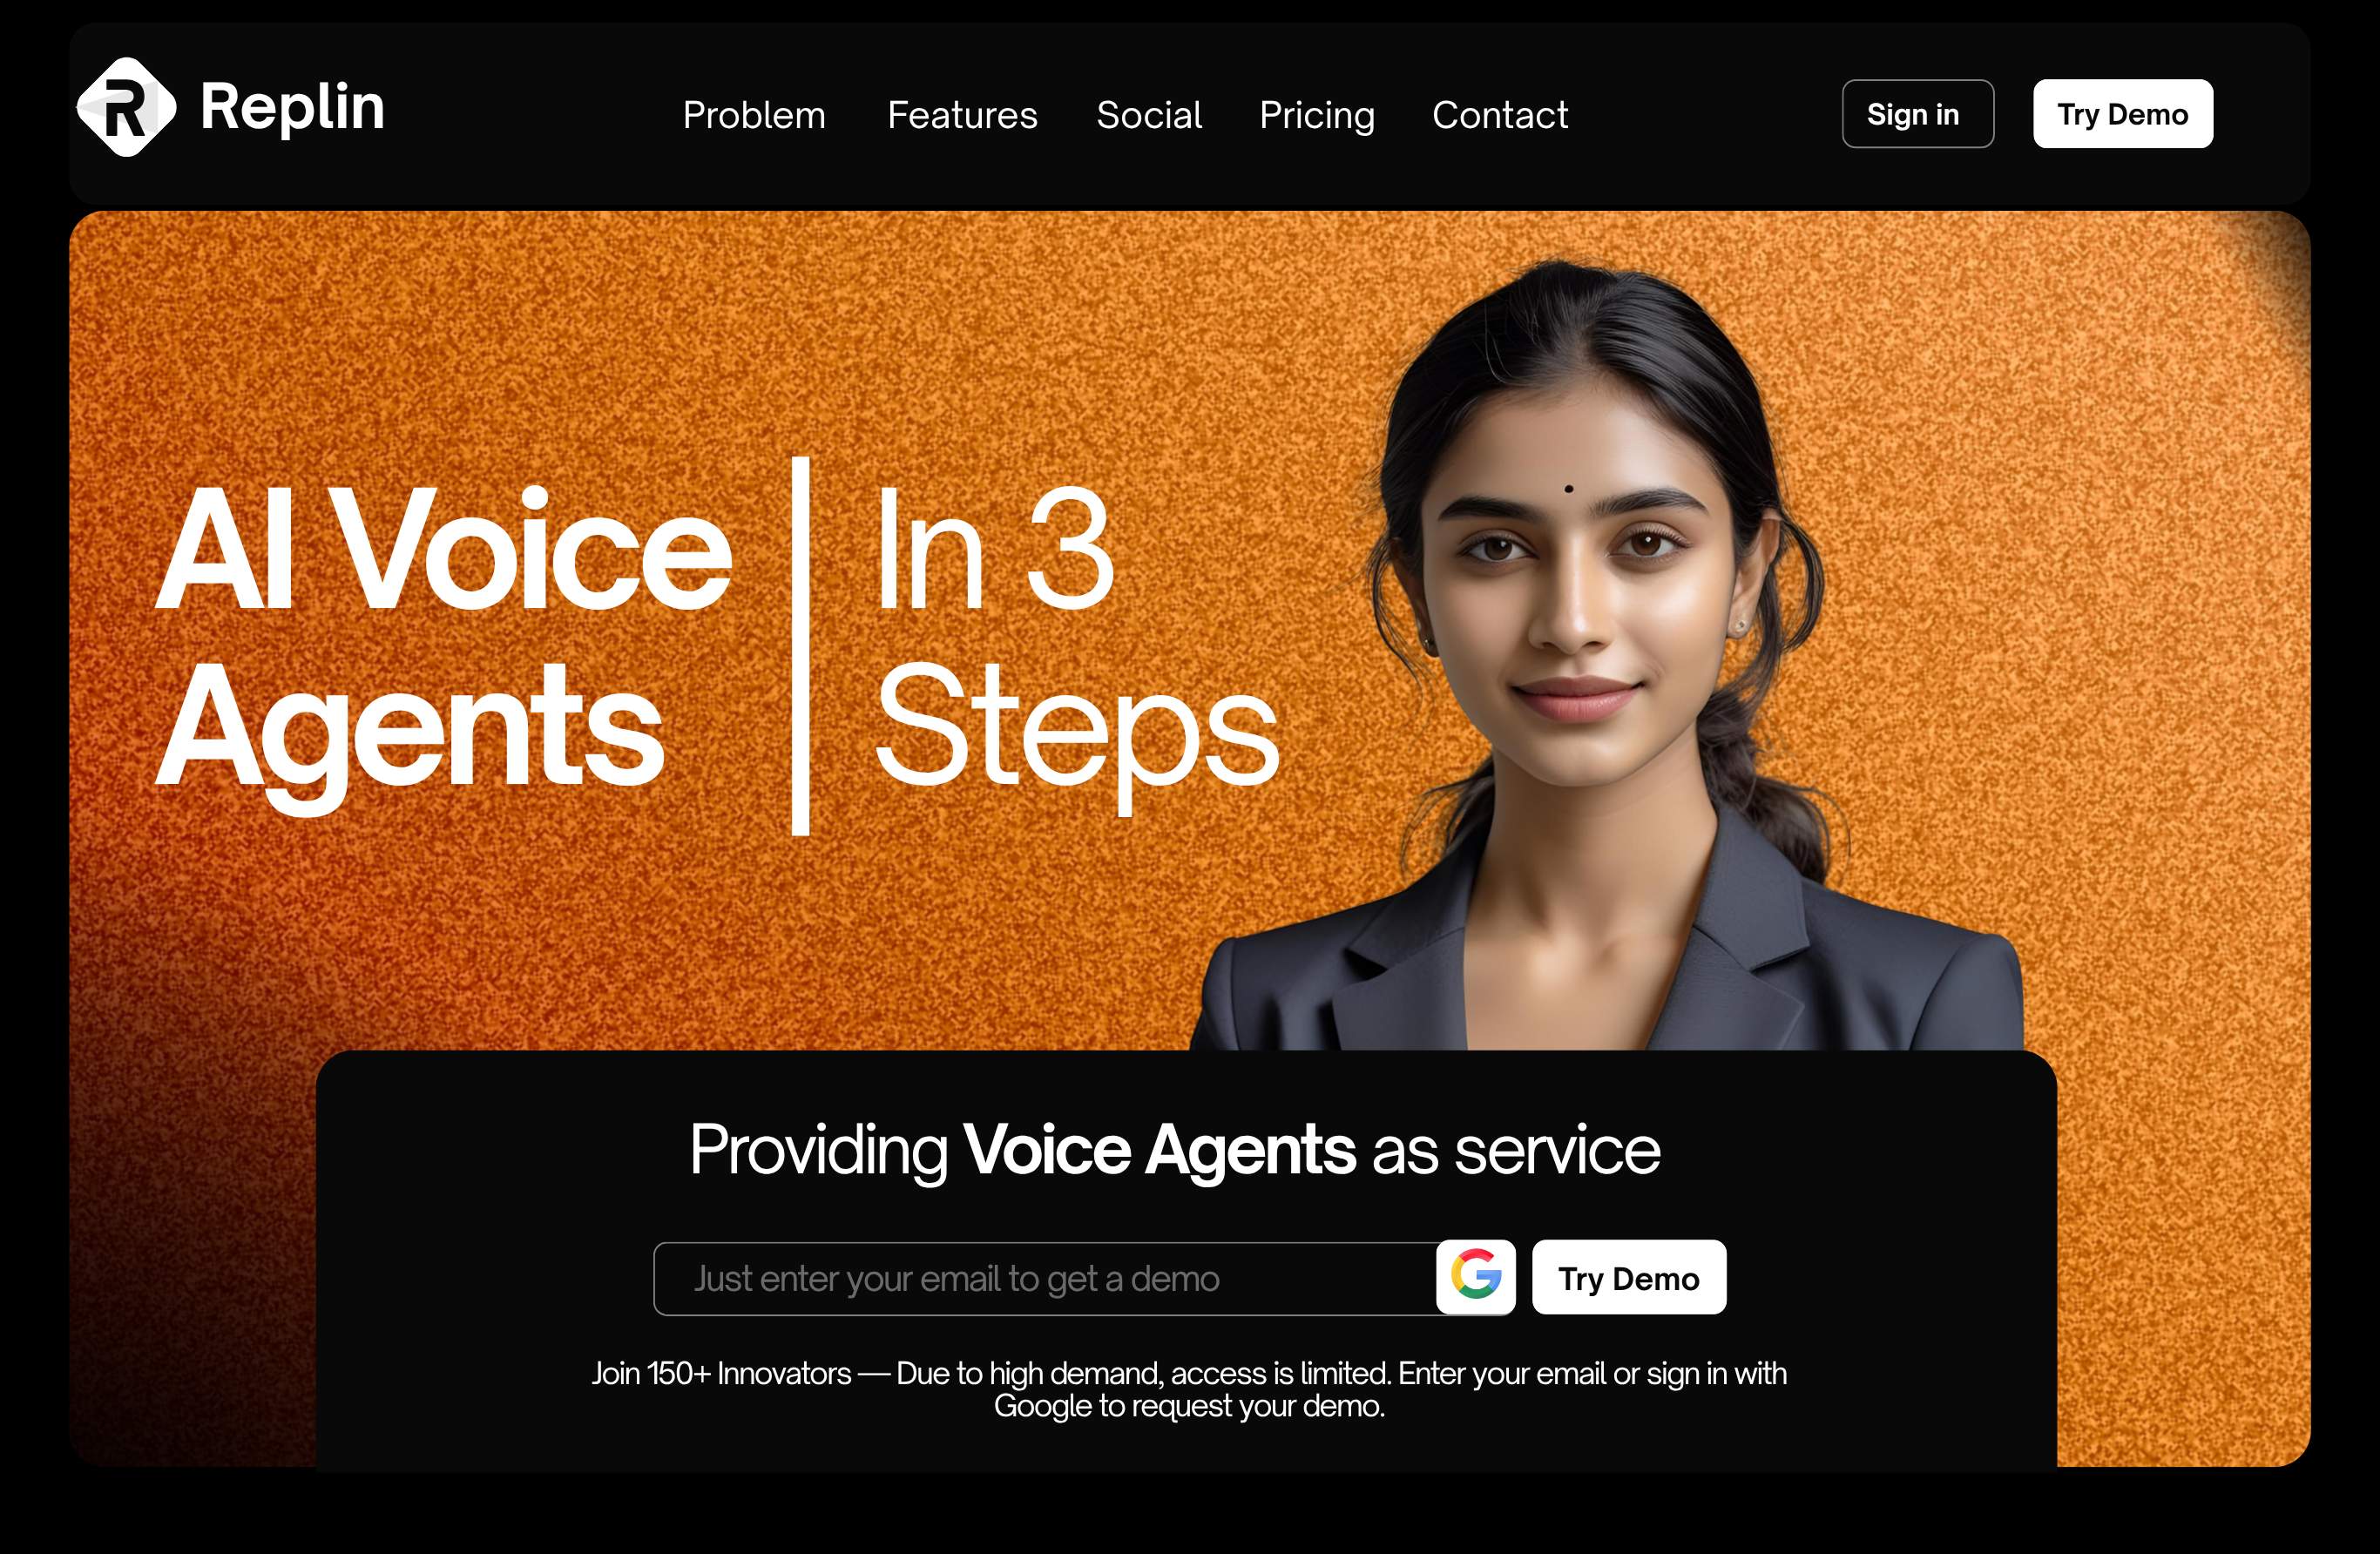 R Replin
Problem Features Social Pricing Contact
Sign in
Try Demo
AI Voice
Agents
In 3
Steps
Providing Voice Agents as service
Just enter your email to get a demo
G
Try Demo
Join 150+ Innovators — Due to high demand, access is limited. Enter your email or sign in with
Google to request your demo.